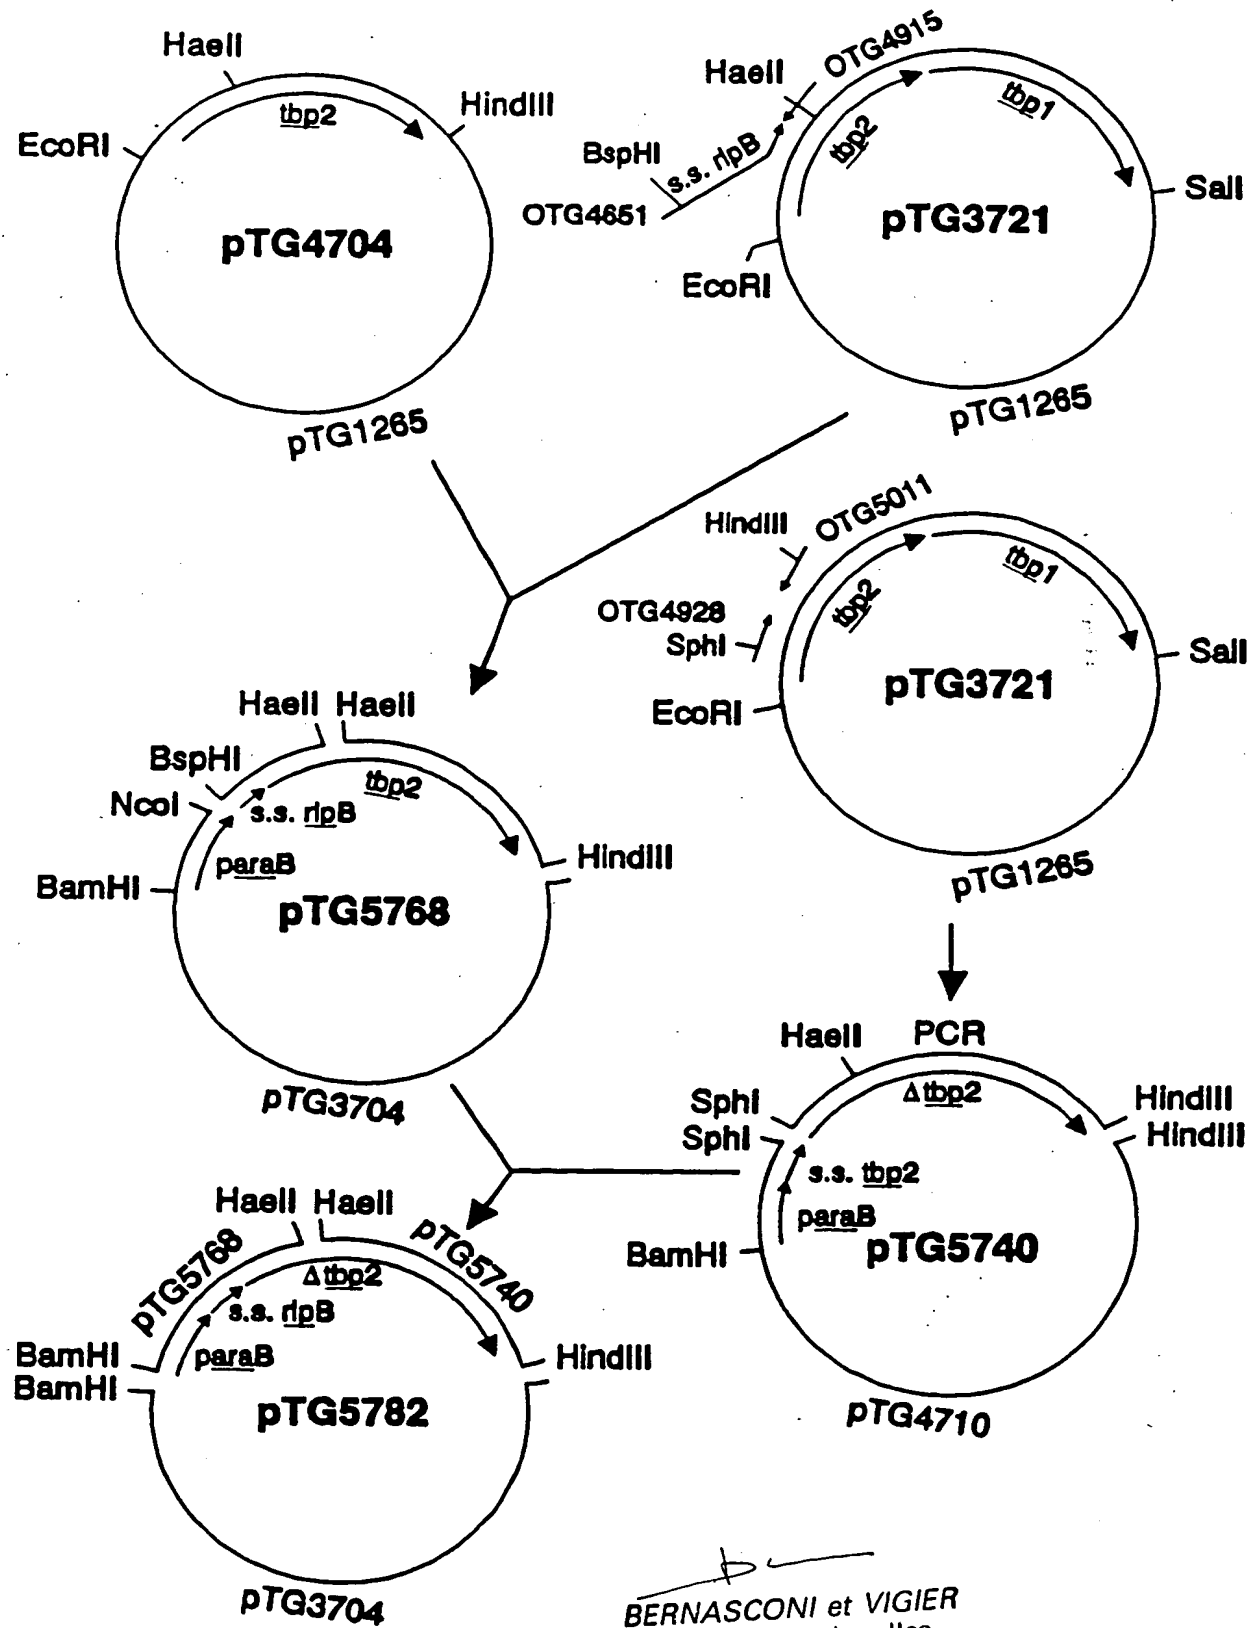 HaeII
tbp2
HindIII
EcoRI
pTG4704
pTG1265
OTG4915
HaeII
tbp1
BspHI
s.s. rlpB
tbp2
OTG4651
SalI
pTG3721
EcoRI
pTG1265
HindIII
OTG5011
tbp1
OTG4928
tbp2
SphI
SalI
pTG3721
EcoRI
pTG1265
HaeII HaeII
BspHI
tbp2
NcoI
s.s. rlpB
paraB
HindIII
BamHI
pTG5768
pTG3704
PCR
HaeII
Δtbp2
SphI
HindIII
SphI
HindIII
s.s. tbp2
paraB
BamHI
pTG5740
pTG4710
HaeII HaeII
pTG5768
pTG5740
Δtbp2
s.s. rlpB
BamHI
paraB
HindIII
BamHI
pTG5782
pTG3704
BERNASCONI et VIGIER